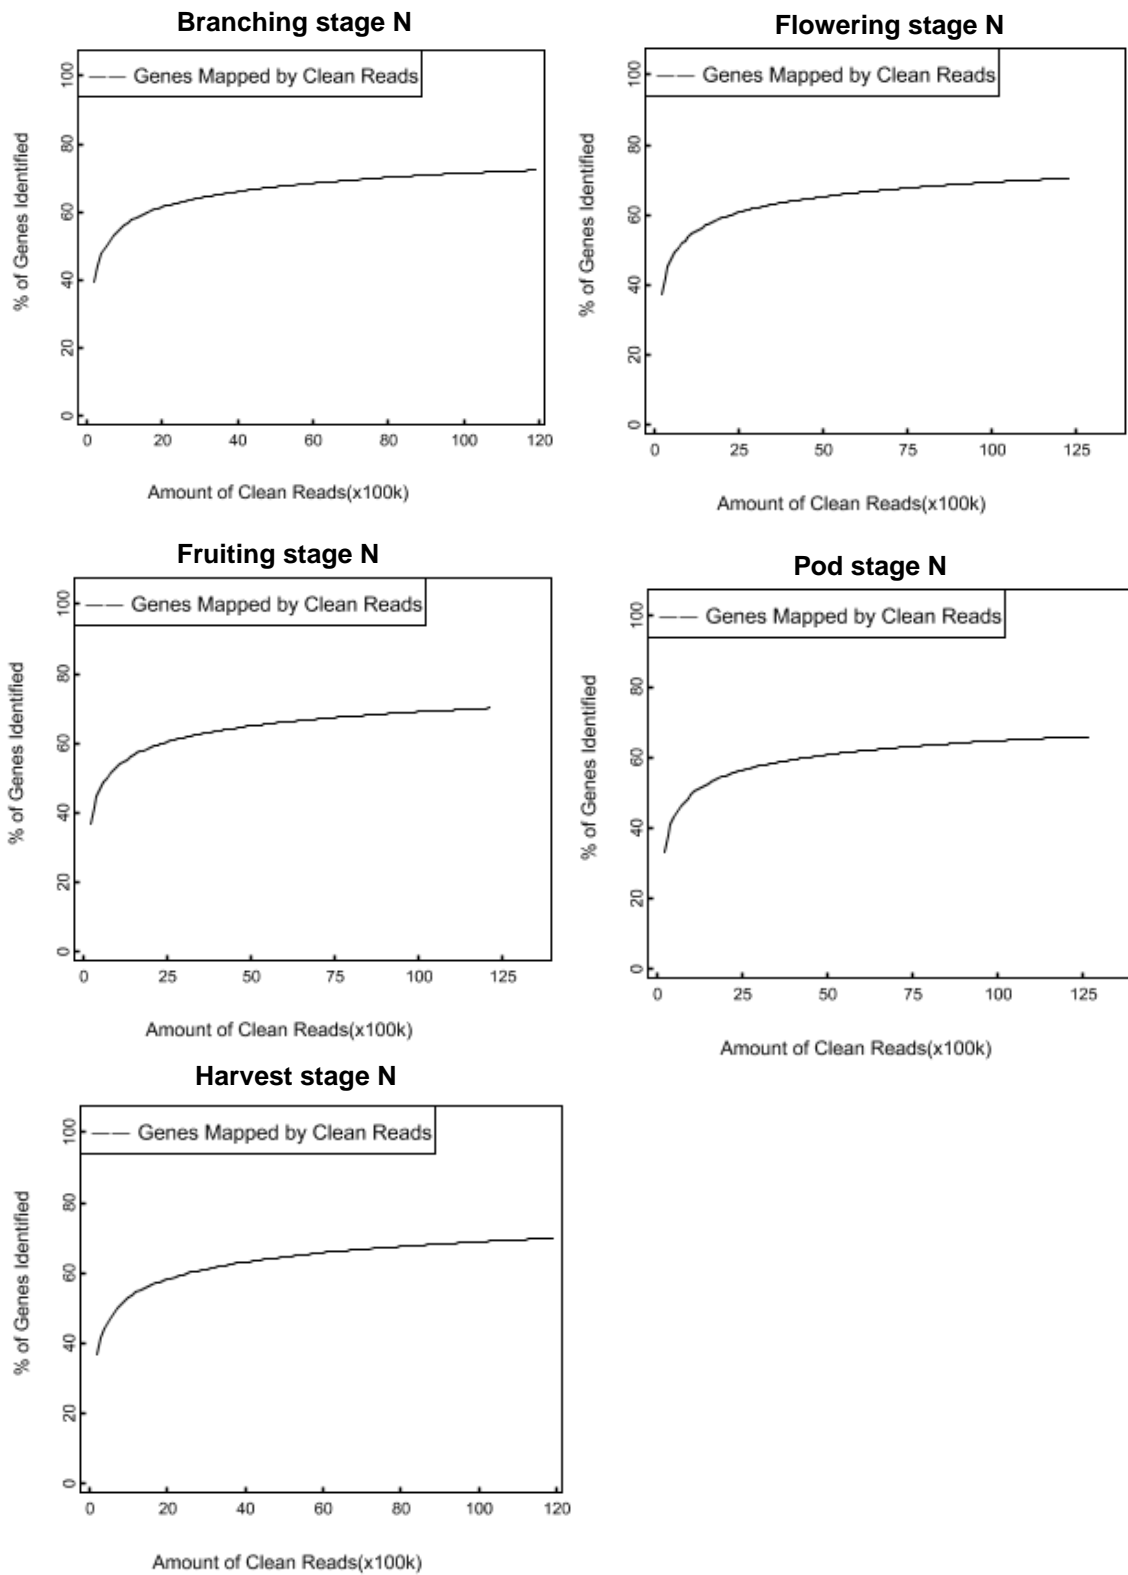 Branching stage N
Genes Mapped by Clean Reads
% of Genes Identified
100
80
60
40
20
0
0 20 40 60 80 100 120
Amount of Clean Reads(x100k)
Flowering stage N
Genes Mapped by Clean Reads
% of Genes Identified
100
80
60
40
20
0
0 25 50 75 100 125
Amount of Clean Reads(x100k)
Fruiting stage N
Genes Mapped by Clean Reads
% of Genes Identified
100
80
60
40
20
0
0 25 50 75 100 125
Amount of Clean Reads(x100k)
Pod stage N
Genes Mapped by Clean Reads
% of Genes Identified
100
80
60
40
20
0
0 25 50 75 100 125
Amount of Clean Reads(x100k)
Harvest stage N
Genes Mapped by Clean Reads
% of Genes Identified
100
80
60
40
20
0
0 20 40 60 80 100 120
Amount of Clean Reads(x100k)